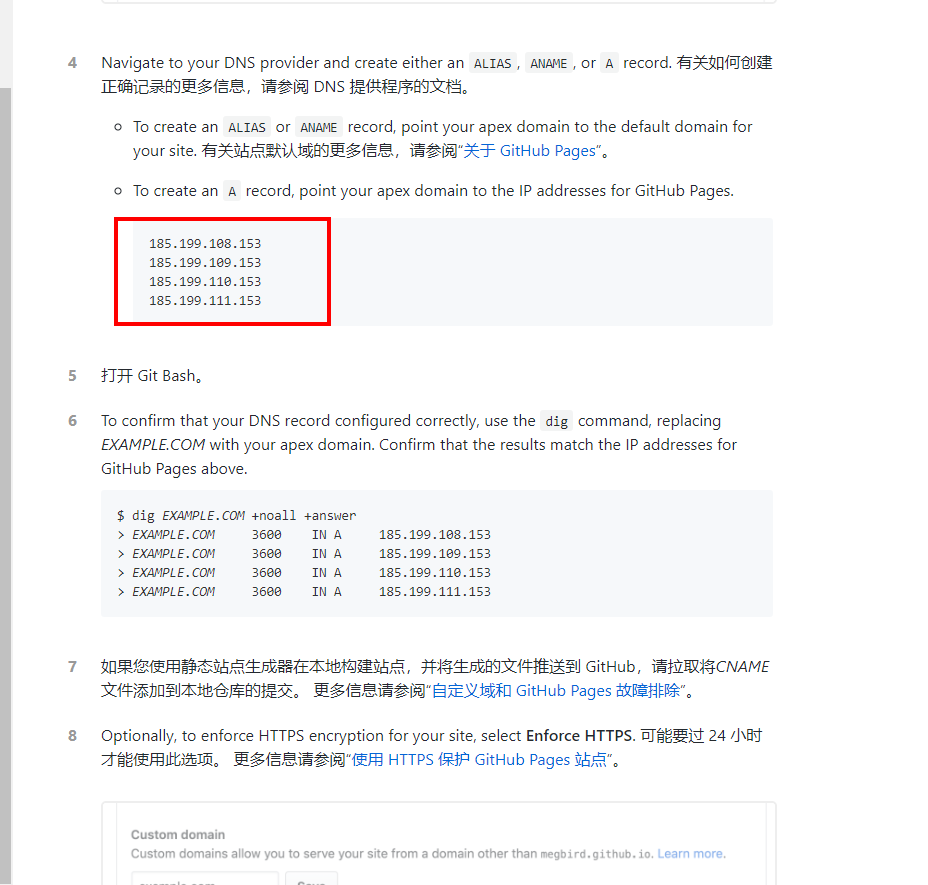 4 Navigate to your DNS provider and create either an ALIAS, ANAME, or A record. 有关如何创建
正确记录的更多信息，请参阅 DNS 提供程序的文档。
To create an ALIAS or ANAME record, point your apex domain to the default domain for
your site. 有关站点默认域的更多信息，请参阅“关于 GitHub Pages”。
To create an A record, point your apex domain to the IP addresses for GitHub Pages.
185.199.108.153
185.199.109.153
185.199.110.153
185.199.111.153
5 打开 Git Bash。
6 To confirm that your DNS record configured correctly, use the dig command, replacing
EXAMPLE.COM with your apex domain. Confirm that the results match the IP addresses for
GitHub Pages above.
$ dig EXAMPLE.COM +noall +answer
> EXAMPLE.COM 3600 IN A 185.199.108.153
> EXAMPLE.COM 3600 IN A 185.199.109.153
> EXAMPLE.COM 3600 IN A 185.199.110.153
> EXAMPLE.COM 3600 IN A 185.199.111.153
7 如果您使用静态站点生成器在本地构建站点，并将生成的文件推送到 GitHub，请拉取将CNAME
文件添加到本地仓库的提交。 更多信息请参阅“自定义域和 GitHub Pages 故障排除”。
8 Optionally, to enforce HTTPS encryption for your site, select Enforce HTTPS. 可能要过 24 小时
才能使用此选项。 更多信息请参阅“使用 HTTPS 保护 GitHub Pages 站点”。
Custom domain
Custom domains allow you to serve your site from a domain other than megbird.github.io. Learn more.